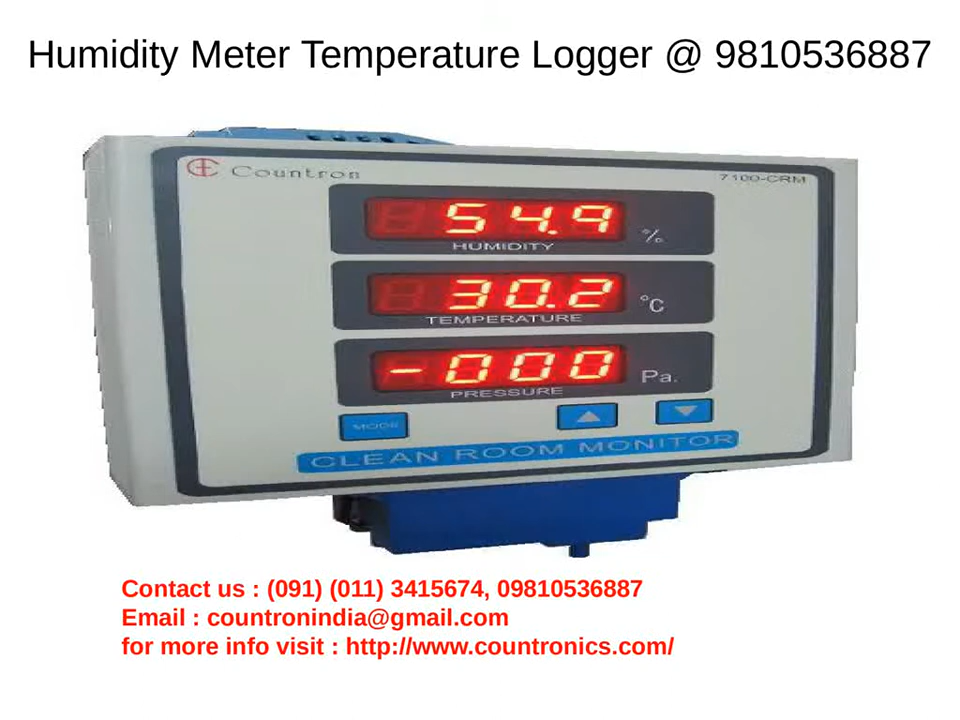 Humidity Meter Temperature Logger @ 9810536887
Countron
7100-CRM
54.9 %
HUMIDITY
30.2 °C
TEMPERATURE
-000 Pa.
PRESSURE
MODE
CLEAN ROOM MONITOR
Contact us : (091) (011) 3415674, 09810536887
Email : countronindia@gmail.com
for more info visit : http://www.countronics.com/